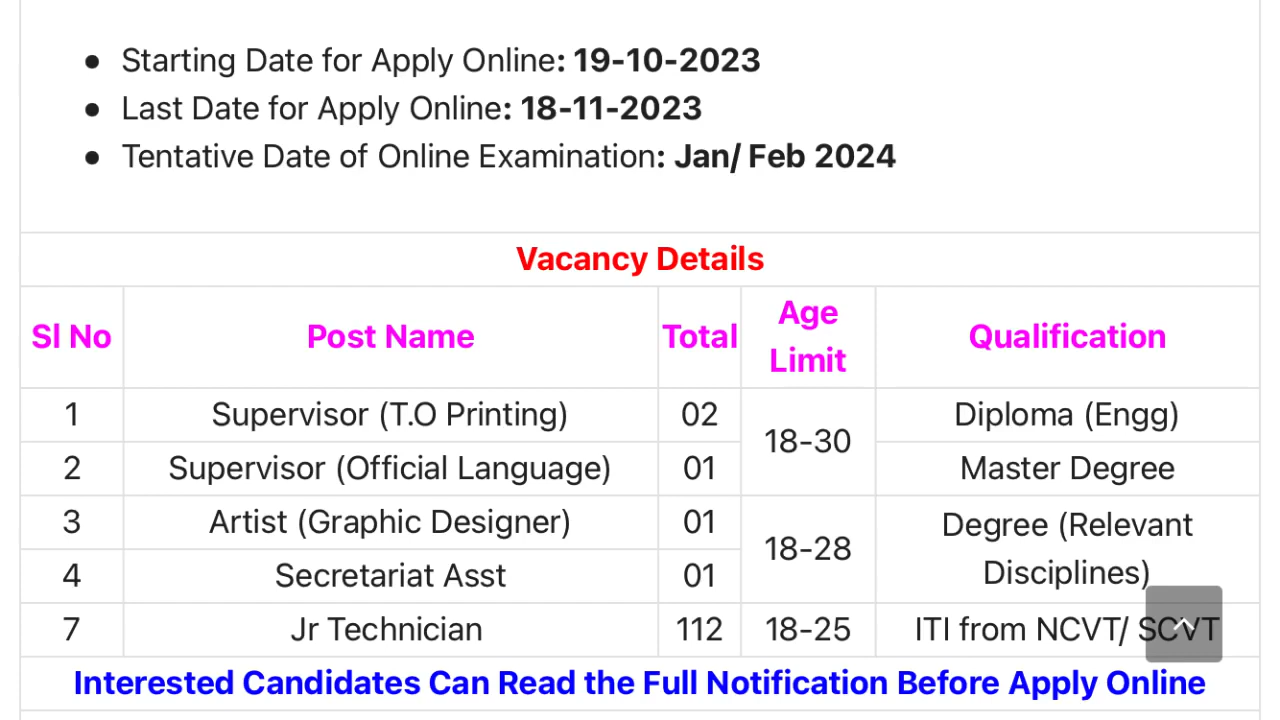 Starting Date for Apply Online: 19-10-2023
Last Date for Apply Online: 18-11-2023
Tentative Date of Online Examination: Jan/ Feb 2024
Vacancy Details
Sl No Post Name Total Age Limit Qualification
1 Supervisor (T.O Printing) 02 18-30 Diploma (Engg)
2 Supervisor (Official Language) 01 Master Degree
3 Artist (Graphic Designer) 01 18-28 Degree (Relevant Disciplines)
4 Secretariat Asst 01
7 Jr Technician 112 18-25 ITI from NCVT/ SCVT
Interested Candidates Can Read the Full Notification Before Apply Online